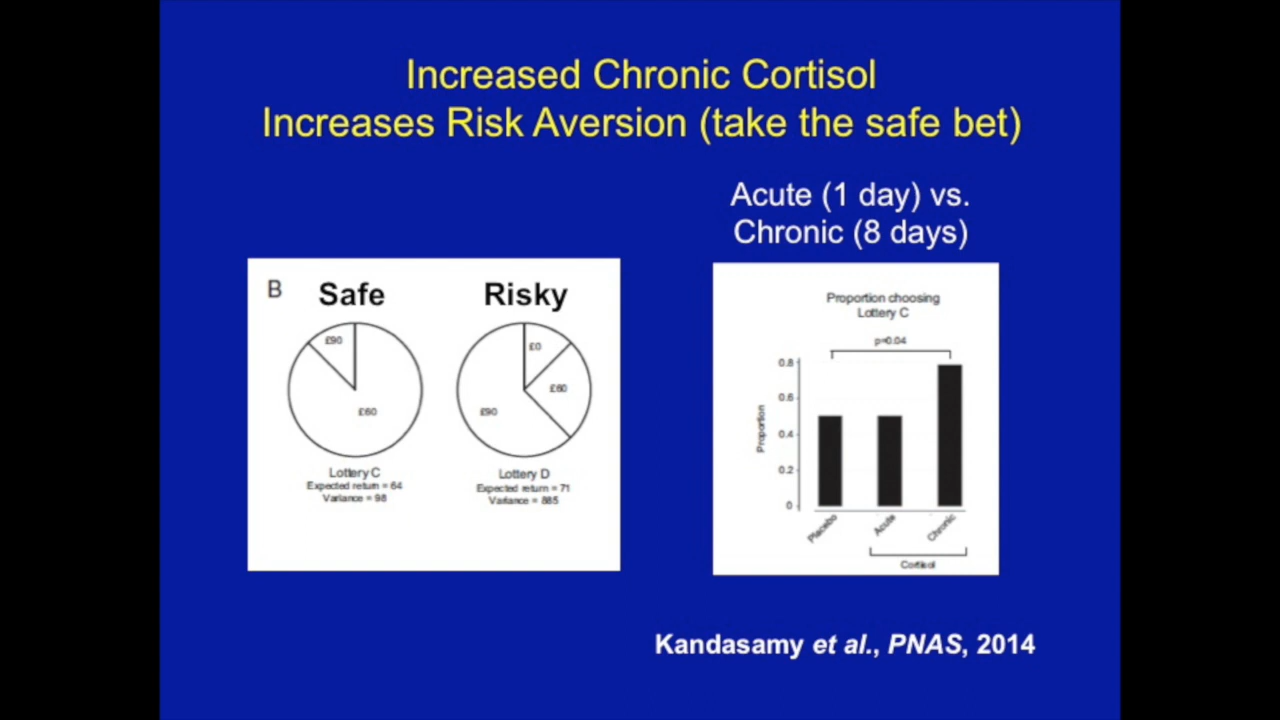 Increased Chronic Cortisol
Increases Risk Aversion (take the safe bet)
Acute (1 day) vs.
Chronic (8 days)
B
Safe
Risky
£90
£60
£0
£60
£90
Lottery C
Expected return = 64
Variance = 98
Lottery D
Expected return = 71
Variance = 885
Proportion choosing
Lottery C
p=0.04
0.8
0.6
0.4
0.2
0
Proportion
Placebo
Acute
Chronic
Cortisol
Kandasamy et al., PNAS, 2014